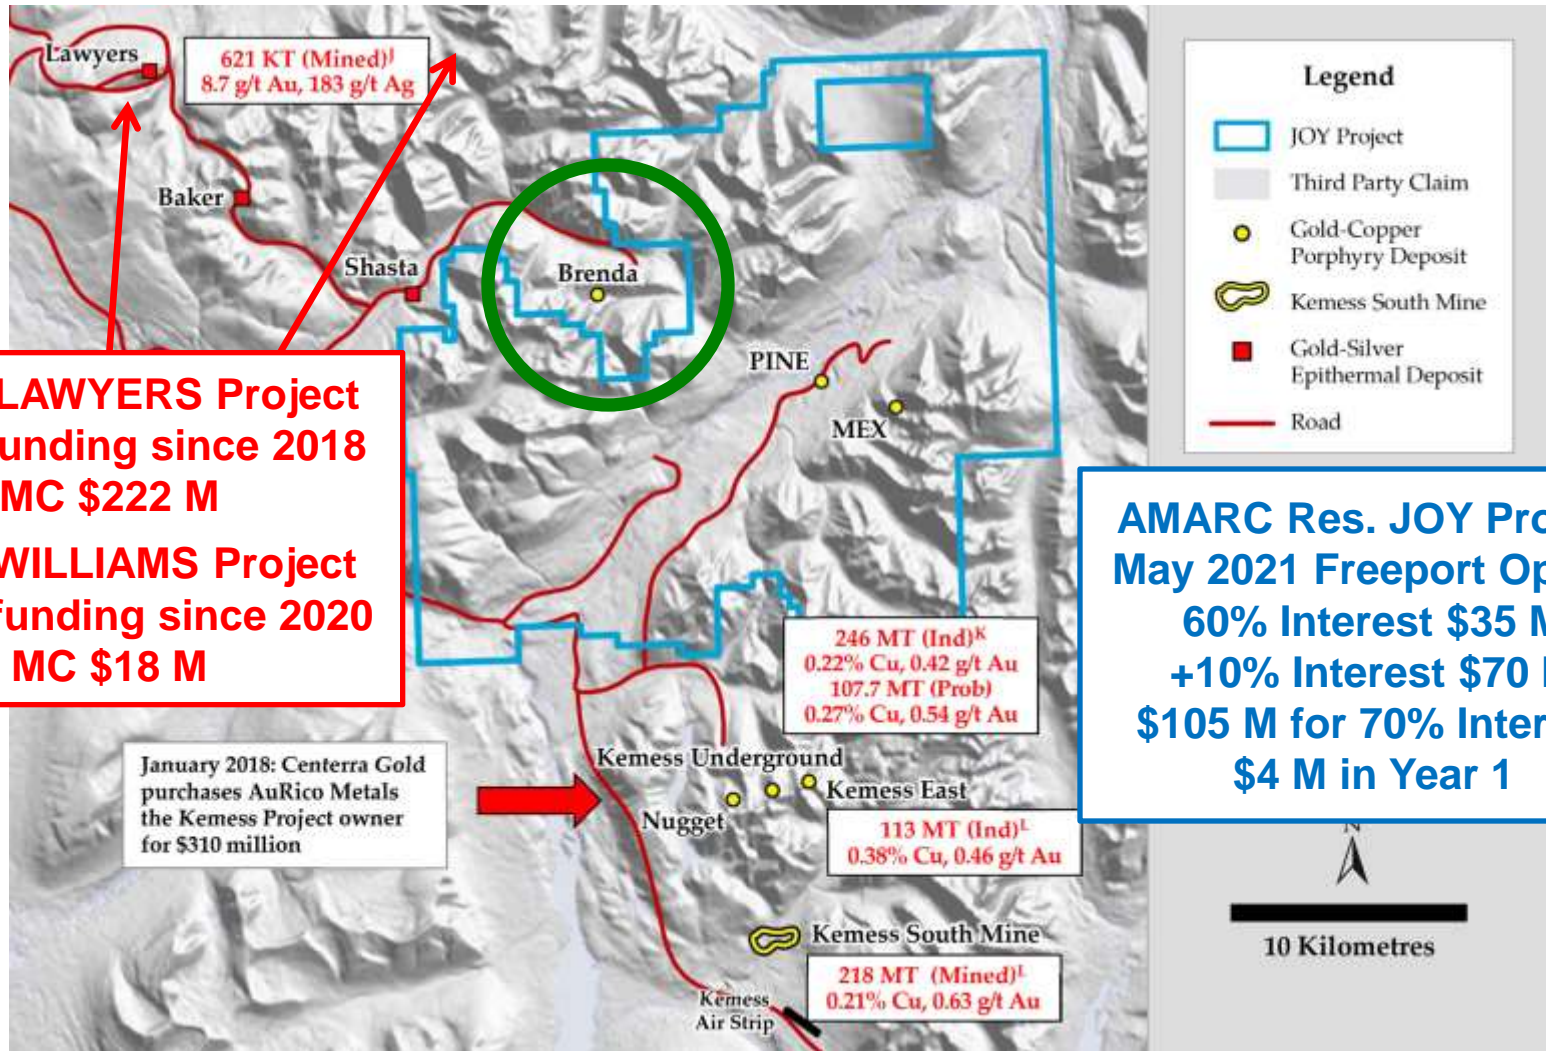 Lawyers
621 KT (Mined)J
8.7 g/t Au, 183 g/t Ag
Baker
Shasta
Brenda
PINE
MEX
LAWYERS Project
unding since 2018
MC $222 M
WILLIAMS Project
funding since 2020
MC $18 M
Legend
JOY Project
Third Party Claim
Gold-Copper
Porphyry Deposit
Kemess South Mine
Gold-Silver
Epithermal Deposit
Road
AMARC Res. JOY Pro
May 2021 Freeport Op
60% Interest $35 M
+10% Interest $70
$105 M for 70% Inter
$4 M in Year 1
246 MT (Ind)K
0.22% Cu, 0.42 g/t Au
107.7 MT (Prob)
0.27% Cu, 0.54 g/t Au
January 2018: Centerra Gold
purchases AuRico Metals
the Kemess Project owner
for $310 million
Kemess Underground
Kemess East
Nugget
113 MT (Ind)L
0.38% Cu, 0.46 g/t Au
Kemess South Mine
218 MT (Mined)L
0.21% Cu, 0.63 g/t Au
Kemess
Air Strip
N
10 Kilometres